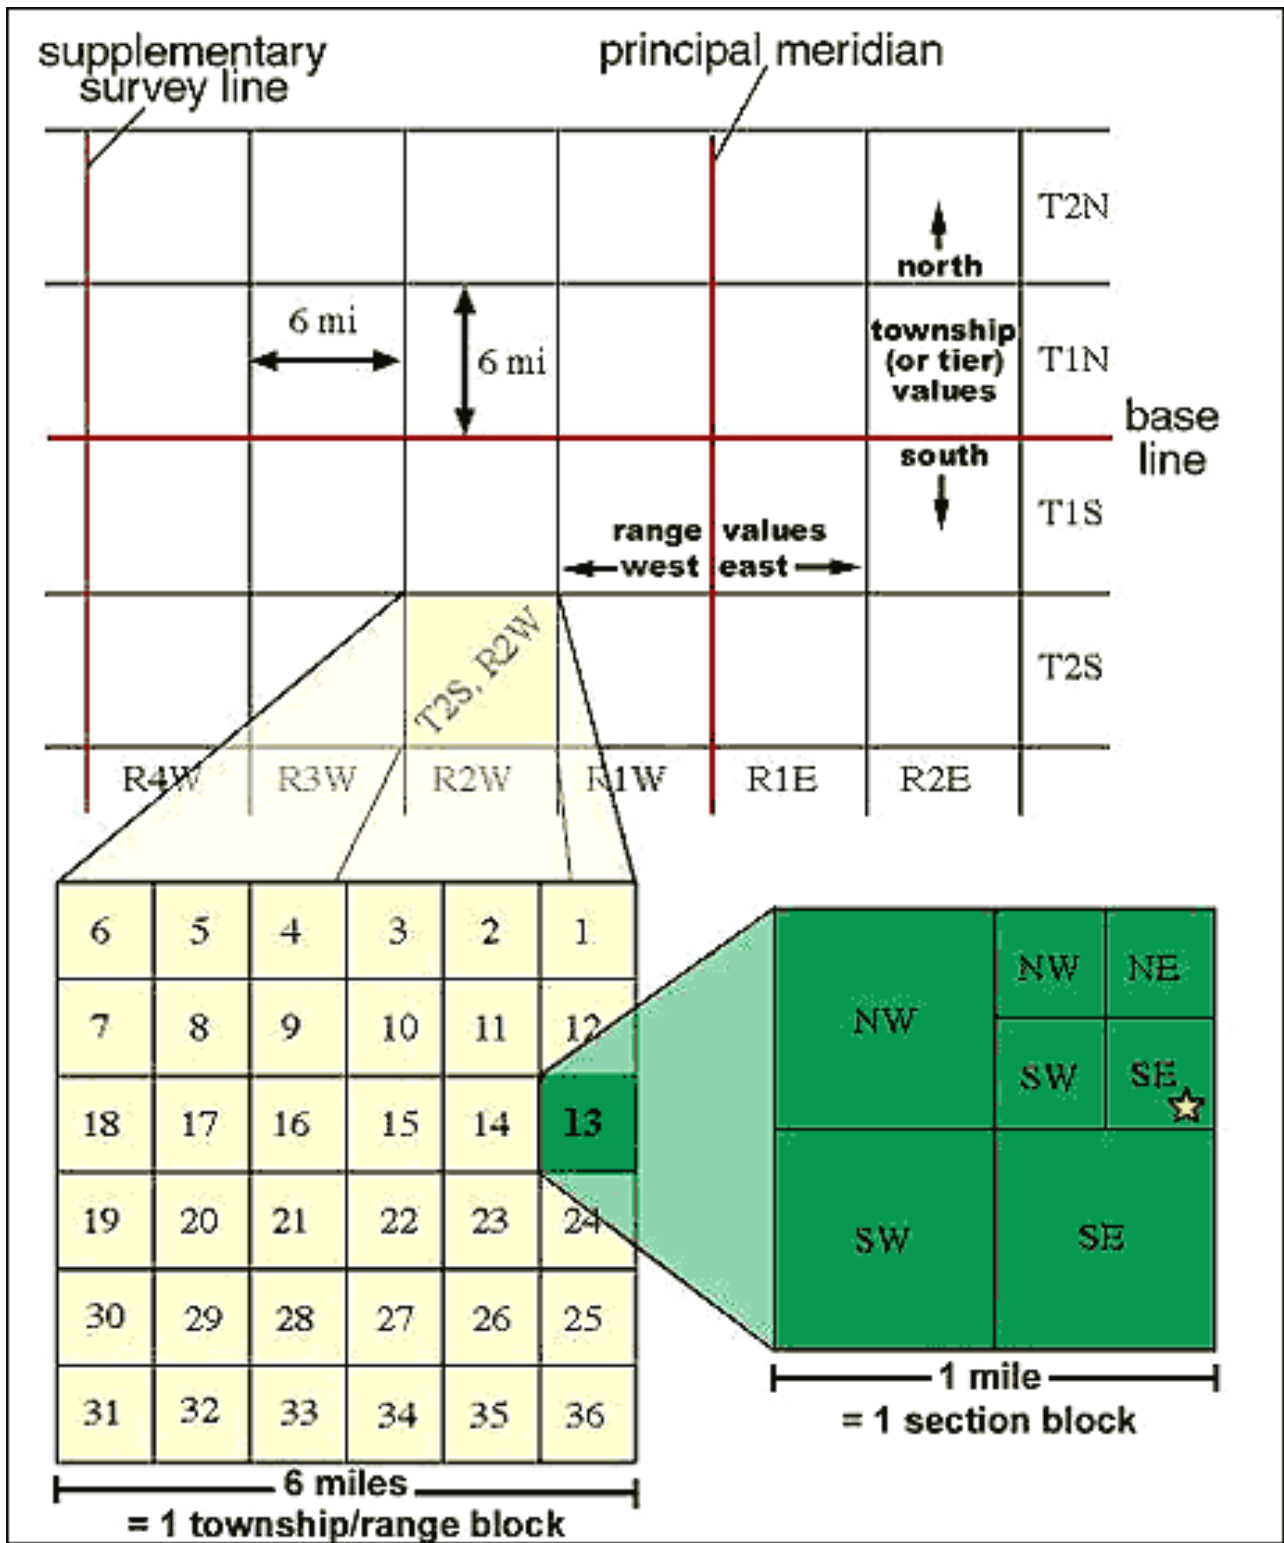 supplementary
survey line
principal meridian
T2N
north
6 mi
6 mi
township
(or tier)
values
T1N
base
line
south
T1S
range values
west east
T2S, R2W
T2S
R4W R3W R2W R1W R1E R2E
6 5 4 3 2 1
7 8 9 10 11 12
18 17 16 15 14 13
19 20 21 22 23 24
30 29 28 27 26 25
31 32 33 34 35 36
6 miles
= 1 township/range block
NW NE
NW
SW SE
SW SE
1 mile
= 1 section block